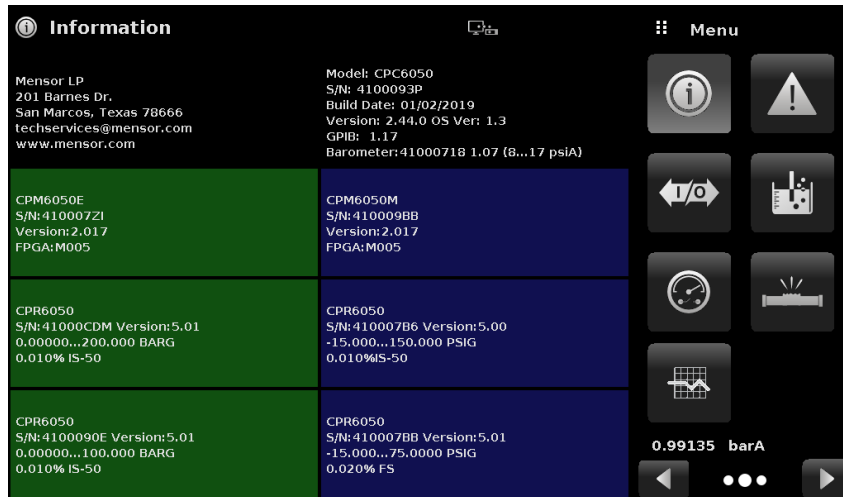 Information
Menu
Mensor LP
201 Barnes Dr.
San Marcos, Texas 78666
techservices@mensor.com
www.mensor.com
Model: CPC6050
S/N: 4100093P
Build Date: 01/02/2019
Version: 2.44.0 OS Ver: 1.3
GPIB: 1.17
Barometer:41000718 1.07 (8...17 psiA)
CPM6050E
S/N:410007ZI
Version:2.017
FPGA:M005
CPM6050M
S/N:410009BB
Version:2.017
FPGA:M005
CPR6050
S/N:41000CDM Version:5.01
0.00000...200.000 BARG
0.010% IS-50
CPR6050
S/N:410007B6 Version:5.00
-15.000...150.000 PSIG
0.010%IS-50
CPR6050
S/N:4100090E Version:5.01
0.00000...100.000 BARG
0.010% IS-50
CPR6050
S/N:410007BB Version:5.01
-15.000...75.0000 PSIG
0.020% FS
I/O
0.99135 barA